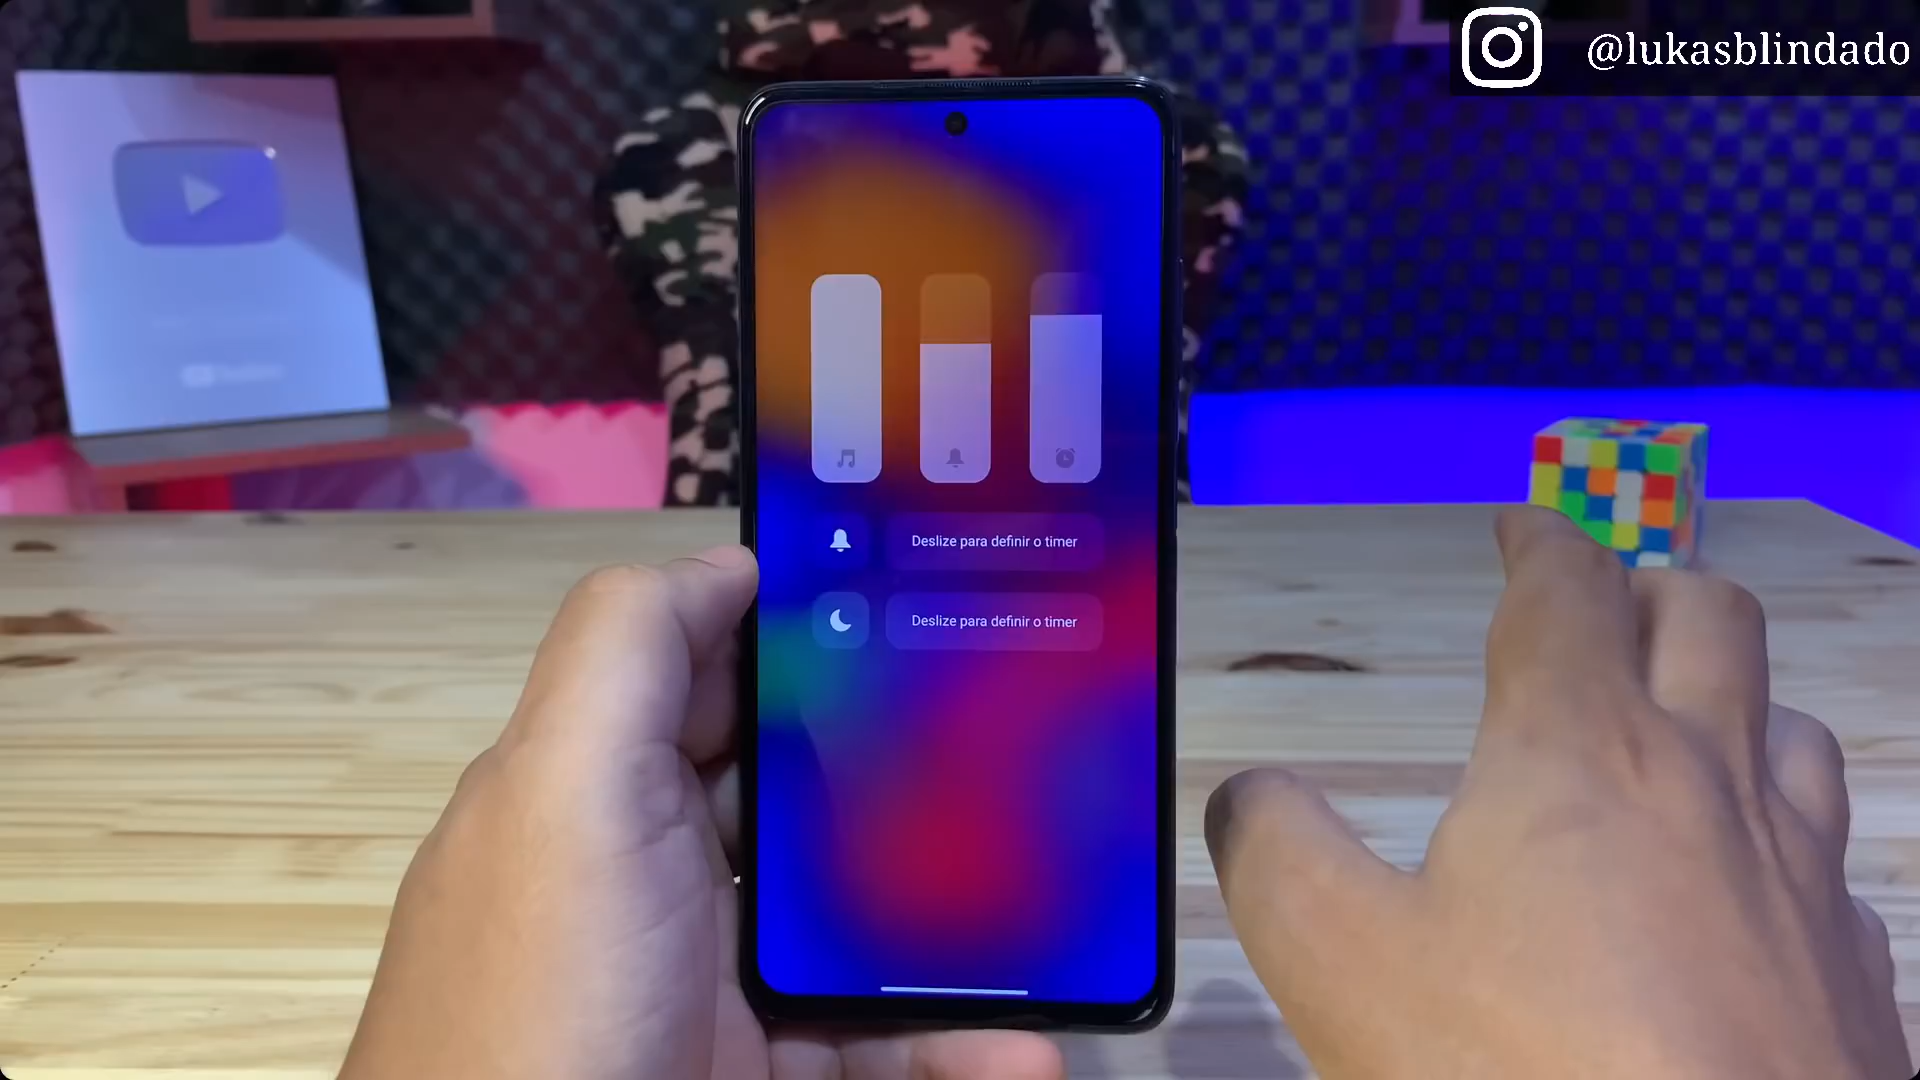 @lukasblindado
Deslize para definir o timer
Deslize para definir o timer